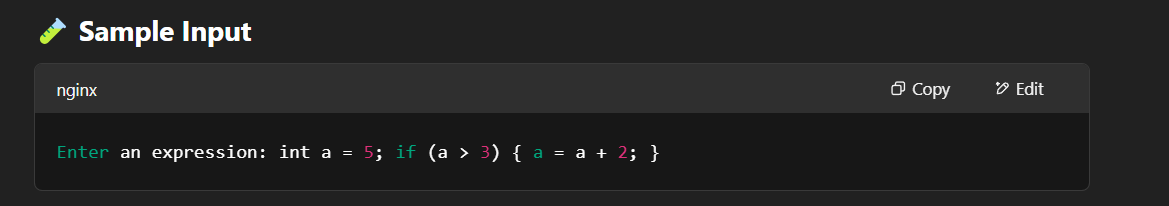 Sample Input
nginx Copy Edit
Enter an expression: int a = 5; if (a > 3) { a = a + 2; }